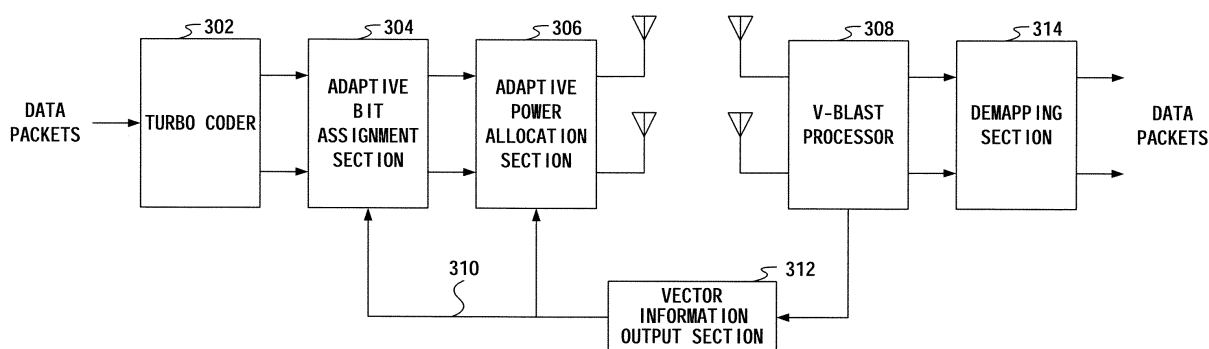 302
304
306
308
314
DATA
PACKETS
TURBO CODER
ADAPTIVE
BIT
ASSIGNMENT
SECTION
ADAPTIVE
POWER
ALLOCATION
SECTION
V-BLAST
PROCESSOR
DEMAPPING
SECTION
DATA
PACKETS
310
312
VECTOR
INFORMATION
OUTPUT SECTION